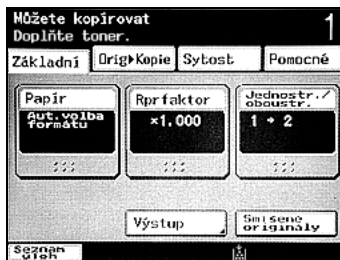 Můžete kopírovat
Doplňte toner.
1
Základní Orig▸Kopie Sytost Pomocné
Papír
Aut.volba
formátu
Rprfaktor
×1.000
Jednostr./
oboustr.
1 → 2
Výstup
Smísené
originály
Seznam
úloh